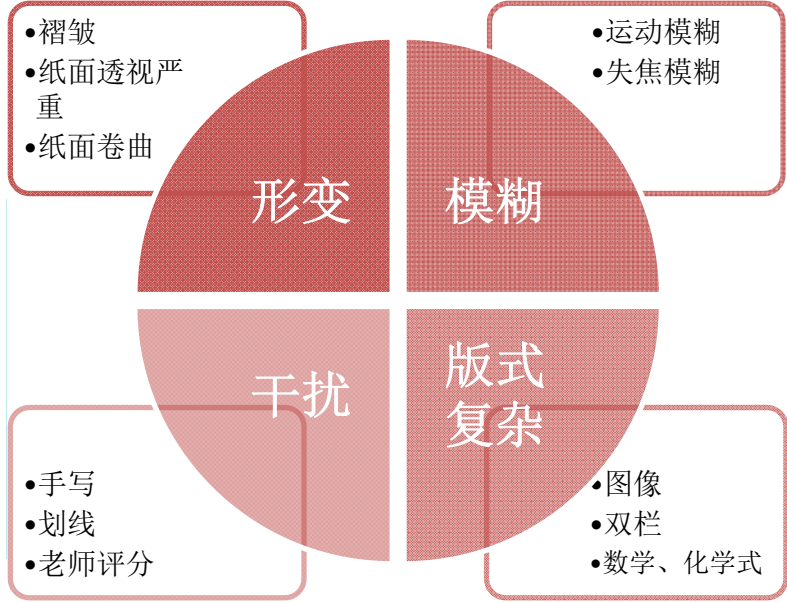 •褶皱
•纸面透视严
重
•纸面卷曲
•运动模糊
•失焦模糊
形变
模糊
干扰
版式
复杂
•手写
•划线
•老师评分
•图像
•双栏
•数学、化学式